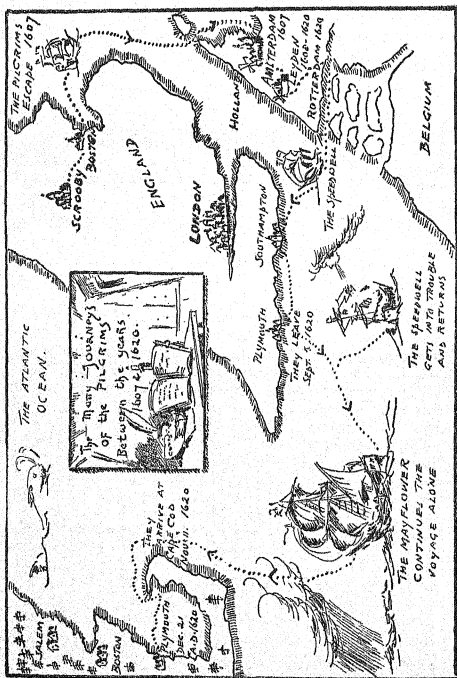 The Many Journeys
of the PILGRIMS
Between the years
1607 & 1620.
THE ATLANTIC
OCEAN.
THE PILGRIMS
ESCAPE 1607
SCROOBY
BOSTON
ENGLAND
LONDON
HOLLAND
AMSTERDAM
1607
LEIDEN
1609-1620
ROTTERDAM 1620
BELGIUM
SOUTHAMPTON
THE SPEEDWELL
PLYMOUTH
THEY LEAVE
SEPT. 6. 1620
THE SPEEDWELL
GETS INTO TROUBLE
AND RETURNS
THE MAYFLOWER
CONTINUES THE
VOYAGE ALONE
THEY
ARRIVE AT
CAPE COD
NOV. 11. 1620
SALEM
BOSTON
PLYMOUTH
DEC. 21
A.D. 1620